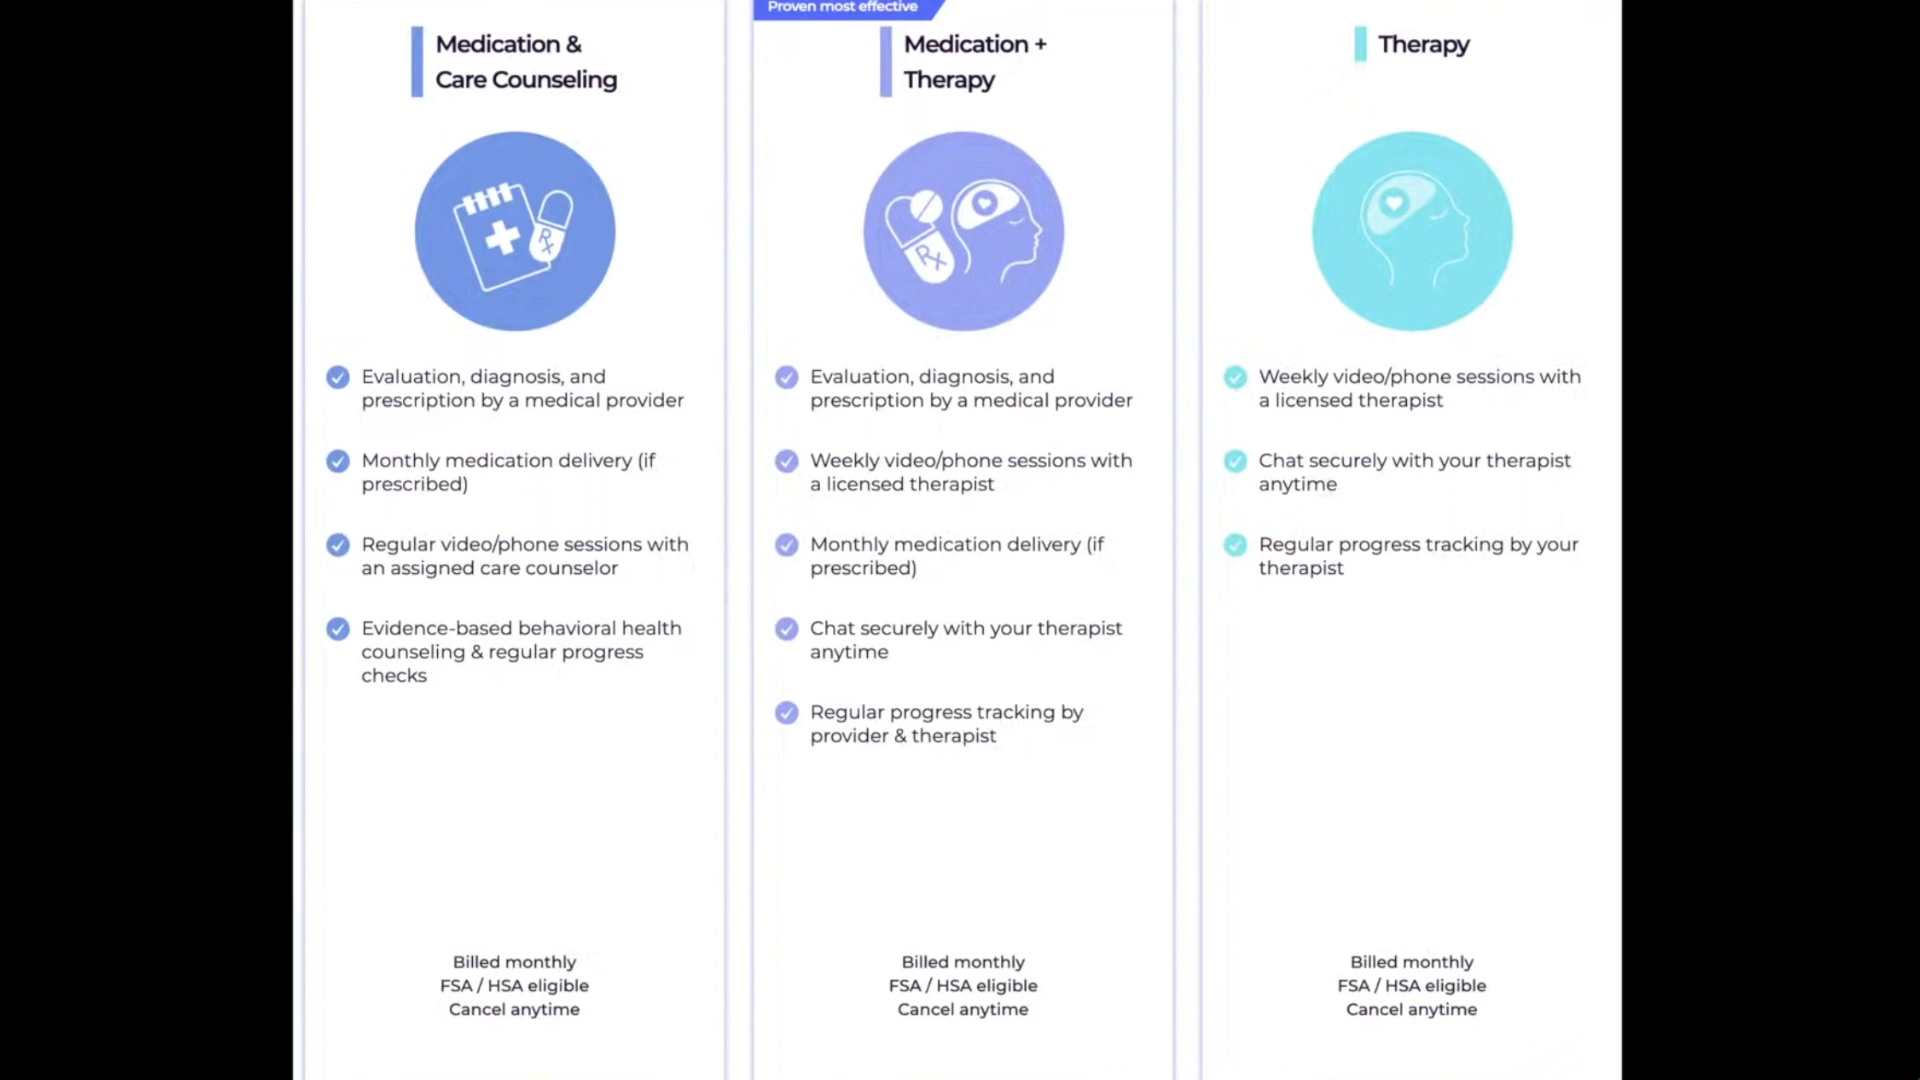 Medication &
Care Counseling
Rx
Evaluation, diagnosis, and
prescription by a medical provider
Monthly medication delivery (if
prescribed)
Regular video/phone sessions with
an assigned care counselor
Evidence-based behavioral health
counseling & regular progress
checks
Billed monthly
FSA / HSA eligible
Cancel anytime
Proven most effective
Medication +
Therapy
Rx
Evaluation, diagnosis, and
prescription by a medical provider
Weekly video/phone sessions with
a licensed therapist
Monthly medication delivery (if
prescribed)
Chat securely with your therapist
anytime
Regular progress tracking by
provider & therapist
Billed monthly
FSA / HSA eligible
Cancel anytime
Therapy
Weekly video/phone sessions with
a licensed therapist
Chat securely with your therapist
anytime
Regular progress tracking by your
therapist
Billed monthly
FSA / HSA eligible
Cancel anytime